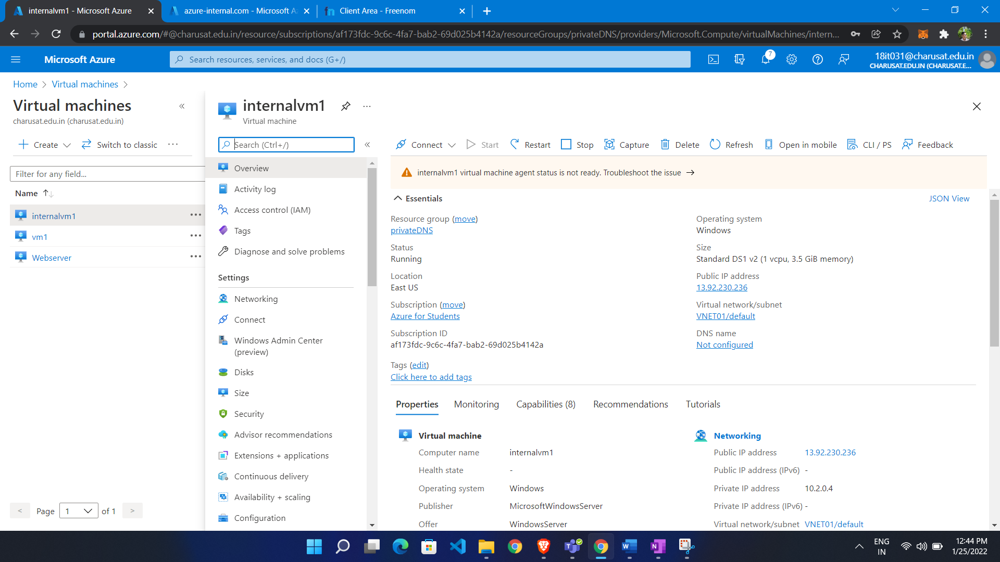 internalvm1 - Microsoft Azure
azure-internal.com - Microsoft A
Client Area - Freenom
portal.azure.com/#@charusat.edu.in/resource/subscriptions/af173fdc-9c6c-4fa7-bab2-69d025b4142a/resourceGroups/privateDNS/providers/Microsoft.Compute/virtualMachines/intern...
Microsoft Azure
Search resources, services, and docs (G+/)
7
18it031@charusat.edu.in
CHARUSAT.EDU.IN (CHARUSAT.E...
Home > Virtual machines >
Virtual machines
charusat.edu.in (charusat.edu.in)
+ Create
Switch to classic
...
Filter for any field...
Name
internalvm1
vm1
Webserver
< Page 1 of 1 >
internalvm1
Virtual machine
Search (Ctrl+/)
Overview
Activity log
Access control (IAM)
Tags
Diagnose and solve problems
Settings
Networking
Connect
Windows Admin Center
(preview)
Disks
Size
Security
Advisor recommendations
Extensions + applications
Continuous delivery
Availability + scaling
Configuration
Connect
Start
Restart
Stop
Capture
Delete
Refresh
Open in mobile
CLI / PS
Feedback
internalvm1 virtual machine agent status is not ready. Troubleshoot the issue →
Essentials
JSON View
Resource group (move)
privateDNS
Status
Running
Location
East US
Subscription (move)
Azure for Students
Subscription ID
af173fdc-9c6c-4fa7-bab2-69d025b4142a
Tags (edit)
Click here to add tags
Operating system
Windows
Size
Standard DS1 v2 (1 vcpu, 3.5 GiB memory)
Public IP address
13.92.230.236
Virtual network/subnet
VNET01/default
DNS name
Not configured
Properties
Monitoring
Capabilities (8)
Recommendations
Tutorials
Virtual machine
Computer name internalvm1
Health state -
Operating system Windows
Publisher MicrosoftWindowsServer
Offer WindowsServer
Networking
Public IP address 13.92.230.236
Public IP address (IPv6) -
Private IP address 10.2.0.4
Private IP address (IPv6) -
Virtual network/subnet VNET01/default
ENG
IN
12:44 PM
1/25/2022